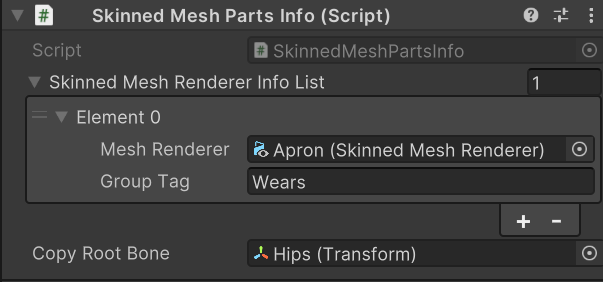 Skinned Mesh Parts Info (Script)
Script SkinnedMeshPartsInfo
Skinned Mesh Renderer Info List 1
Element 0
Mesh Renderer Apron (Skinned Mesh Renderer)
Group Tag Wears
+ -
Copy Root Bone Hips (Transform)